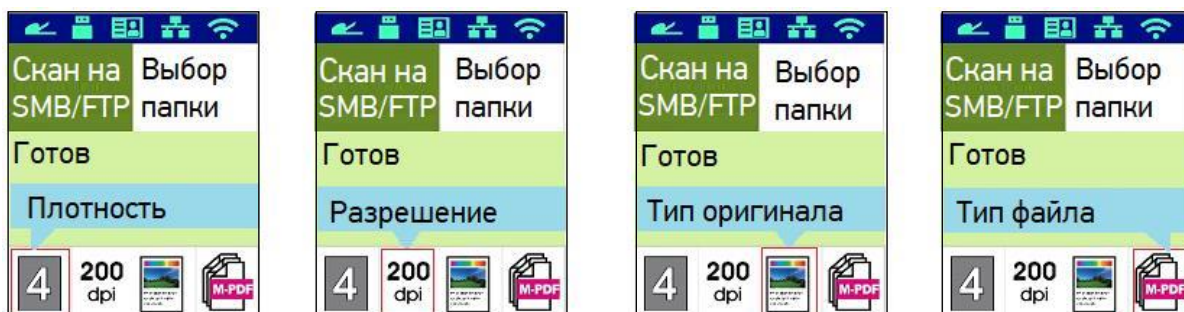 Скан на
SMB/FTP
Выбор
папки
Готов
Плотность
4
200
dpi
M-PDF
Скан на
SMB/FTP
Выбор
папки
Готов
Разрешение
4
200
dpi
M-PDF
Скан на
SMB/FTP
Выбор
папки
Готов
Тип оригинала
4
200
dpi
M-PDF
Скан на
SMB/FTP
Выбор
папки
Готов
Тип файла
4
200
dpi
M-PDF